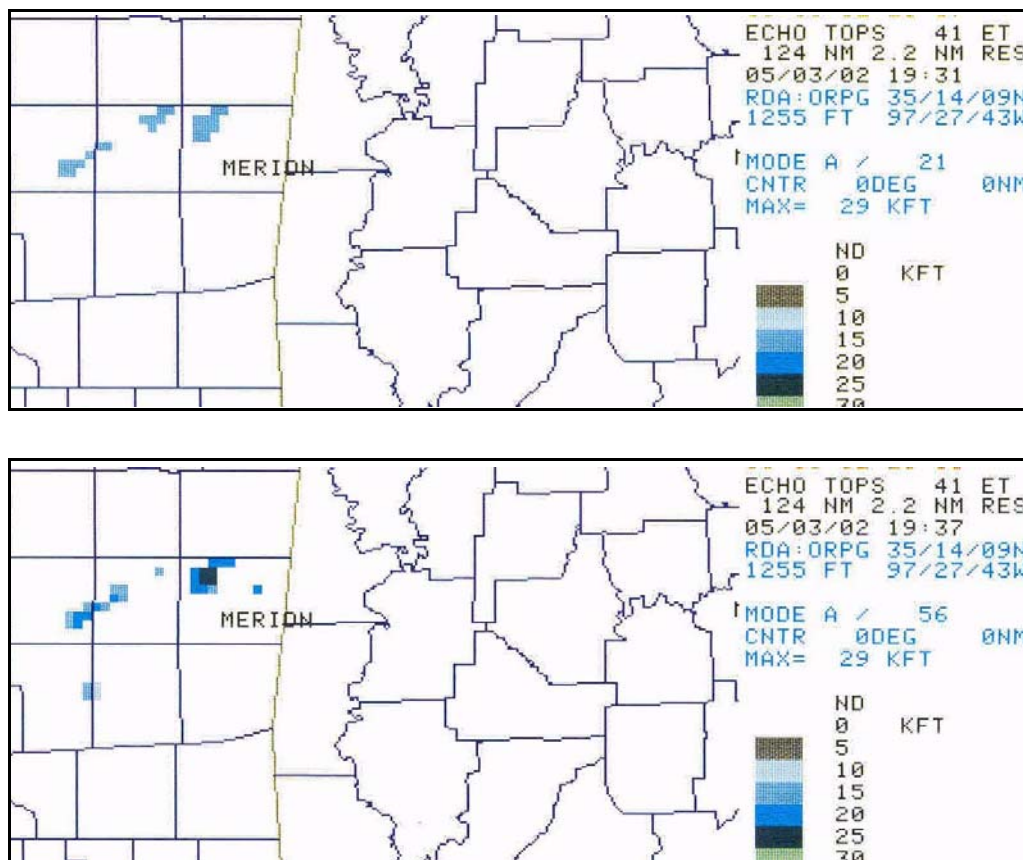 ECHO TOPS 41 ET
124 NM 2.2 NM RES
05/03/02 19:31
RDA:ORPG 35/14/09N
1255 FT 97/27/43W
MERION
MODE A / 21
CNTR 0DEG 0NM
MAX= 29 KFT
ND
0 KFT
5
10
15
20
25
30
ECHO TOPS 41 ET
124 NM 2.2 NM RES
05/03/02 19:37
RDA:ORPG 35/14/09N
1255 FT 97/27/43W
MERION
MODE A / 56
CNTR 0DEG 0NM
MAX= 29 KFT
ND
0 KFT
5
10
15
20
25
30